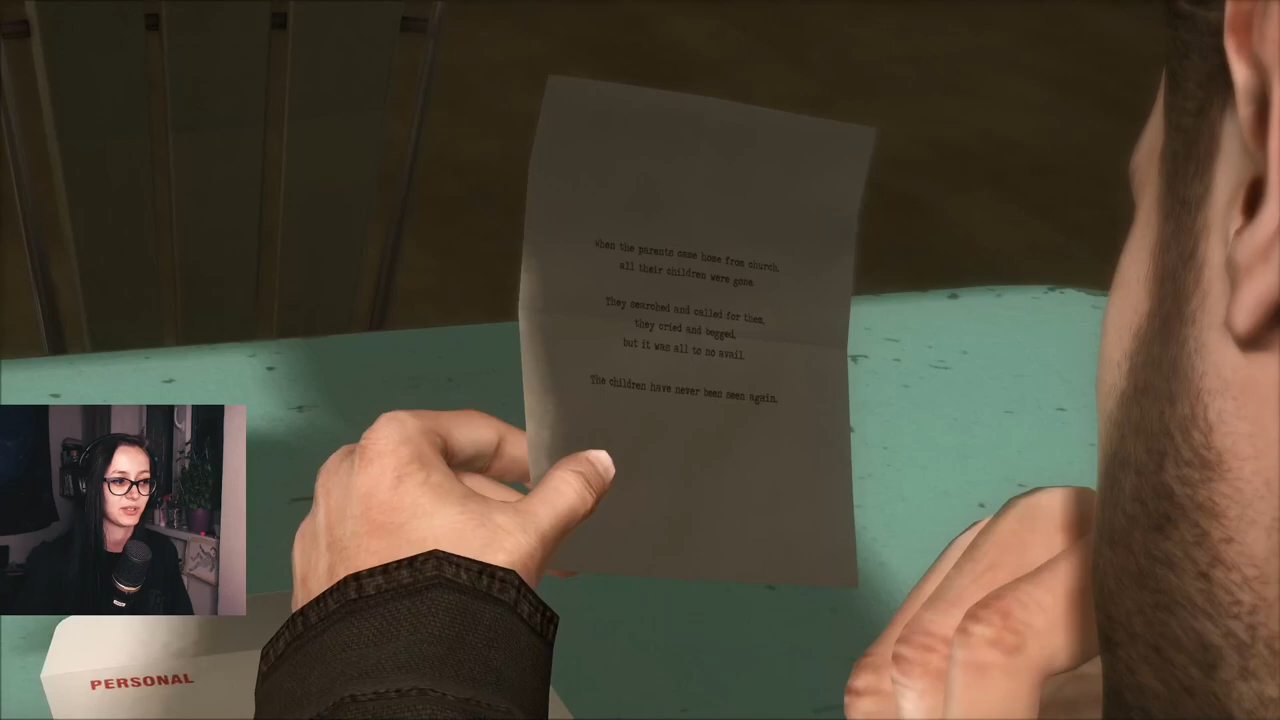 When the parents came home from church,
all their children were gone.
They searched and called for them,
they cried and begged,
but it was all to no avail.
The children have never been seen again.
PERSONAL